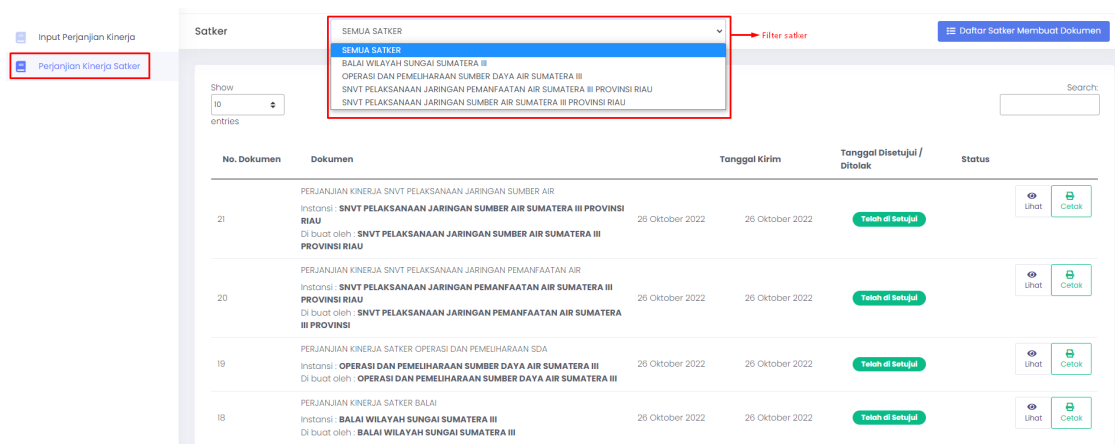 Input Perjanjian Kinerja
Perjanjian Kinerja Satker
Satker
SEMUA SATKER
Filter satker
Daftar Satker Membuat Dokumen
SEMUA SATKER
BALAI WILAYAH SUNGAI SUMATERA III
OPERASI DAN PEMELIHARAAN SUMBER DAYA AIR SUMATERA III
SNVT PELAKSANAAN JARINGAN PEMANFAATAN AIR SUMATERA III PROVINSI RIAU
SNVT PELAKSANAAN JARINGAN SUMBER AIR SUMATERA III PROVINSI RIAU
Show
10
entries
Search:
No. Dokumen
Dokumen
Tanggal Kirim
Tanggal Disetujui /
Ditolak
Status
21
PERJANJIAN KINERJA SNVT PELAKSANAAN JARINGAN SUMBER AIR
Instansi : SNVT PELAKSANAAN JARINGAN SUMBER AIR SUMATERA III PROVINSI
RIAU
Di buat oleh : SNVT PELAKSANAAN JARINGAN SUMBER AIR SUMATERA III
PROVINSI RIAU
26 Oktober 2022
26 Oktober 2022
Telah di Setujui
Lihat
Cetak
20
PERJANJIAN KINERJA SNVT PELAKSANAAN JARINGAN PEMANFAATAN AIR
Instansi : SNVT PELAKSANAAN JARINGAN PEMANFAATAN AIR SUMATERA III
PROVINSI RIAU
Di buat oleh : SNVT PELAKSANAAN JARINGAN PEMANFAATAN AIR SUMATERA
III PROVINSI
26 Oktober 2022
26 Oktober 2022
Telah di Setujui
Lihat
Cetak
19
PERJANJIAN KINERJA SATKER OPERASI DAN PEMELIHARAAN SDA
Instansi : OPERASI DAN PEMELIHARAAN SUMBER DAYA AIR SUMATERA III
Di buat oleh : OPERASI DAN PEMELIHARAAN SUMBER DAYA AIR SUMATERA III
26 Oktober 2022
26 Oktober 2022
Telah di Setujui
Lihat
Cetak
18
PERJANJIAN KINERJA SATKER BALAI
Instansi : BALAI WILAYAH SUNGAI SUMATERA III
Di buat oleh : BALAI WILAYAH SUNGAI SUMATERA III
26 Oktober 2022
26 Oktober 2022
Telah di Setujui
Lihat
Cetak